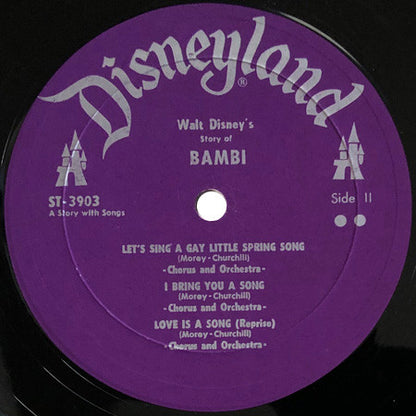 Disneyland®
Walt Disney's
Story of
BAMBI
ST-3903
A Story with Songs
Side II
LET'S SING A GAY LITTLE SPRING SONG
(Morey - Churchill)
-Chorus and Orchestra-
I BRING YOU A SONG
(Morey - Churchill)
-Chorus and Orchestra-
LOVE IS A SONG (Reprise)
(Morey - Churchill)
-Chorus and Orchestra-